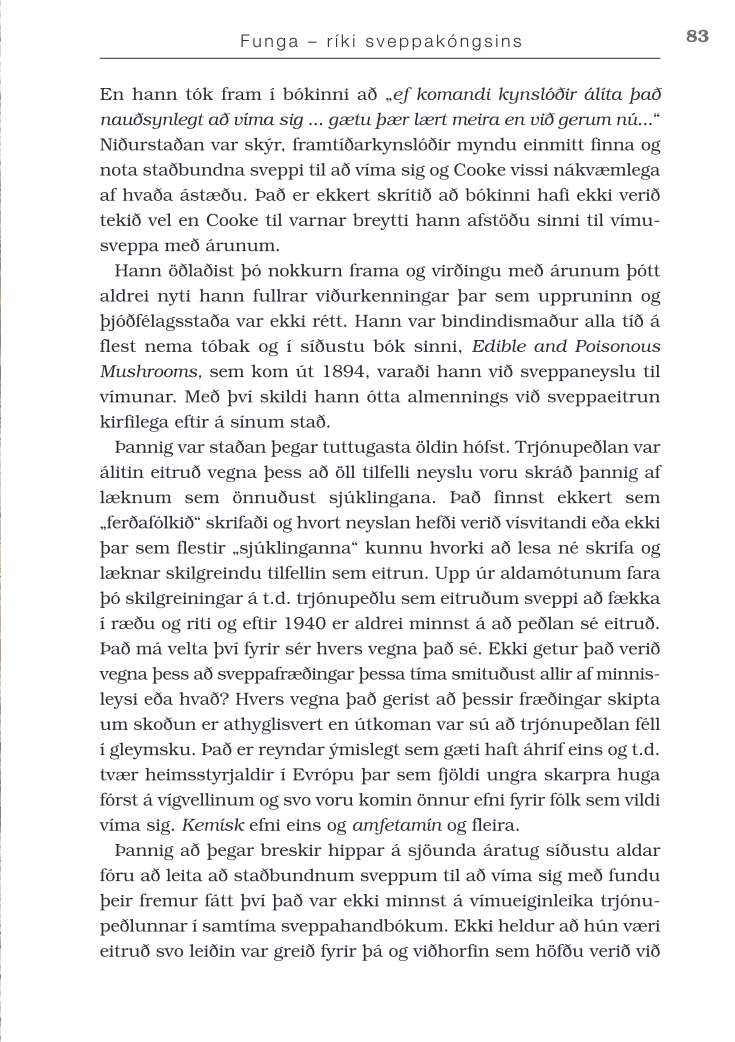 Funga – ríki sveppakóngsins
83
En hann tók fram í bókinni að „ef komandi kynslóðir álíta það
nauðsynlegt að víma sig ... gætu þær lært meira en við gerum nú...“
Niðurstaðan var skýr, framtíðarkynslóðir myndu einmitt finna og
nota staðbundna sveppi til að víma sig og Cooke vissi nákvæmlega
af hvaða ástæðu. Það er ekkert skrítið að bókinni hafi ekki verið
tekið vel en Cooke til varnar breytti hann afstöðu sinni til vímu-
sveppa með árunum.
Hann öðlaðist þó nokkurn frama og virðingu með árunum þótt
aldrei nyti hann fullrar viðurkenningar þar sem uppruninn og
þjóðfélagsstaða var ekki rétt. Hann var bindindismaður alla tíð á
flest nema tóbak og í síðustu bók sinni, Edible and Poisonous
Mushrooms, sem kom út 1894, varaði hann við sveppaneyslu til
vímunar. Með því skildi hann ótta almennings við sveppaeitrun
kirfilega eftir á sínum stað.
Þannig var staðan þegar tuttugasta öldin hófst. Trjónupeðlan var
álitin eitruð vegna þess að öll tilfelli neyslu voru skráð þannig af
læknum sem önnuðust sjúklingana. Það finnst ekkert sem
„ferðafólkið“ skrifaði og hvort neyslan hefði verið vísvitandi eða ekki
þar sem flestir „sjúklinganna“ kunnu hvorki að lesa né skrifa og
læknar skilgreindu tilfellin sem eitrun. Upp úr aldamótunum fara
þó skilgreiningar á t.d. trjónupeðlu sem eitruðum sveppi að fækka
í ræðu og riti og eftir 1940 er aldrei minnst á að peðlan sé eitruð.
Það má velta því fyrir sér hvers vegna það sé. Ekki getur það verið
vegna þess að sveppafræðingar þessa tíma smituðust allir af minnis-
leysi eða hvað? Hvers vegna það gerist að þessir fræðingar skipta
um skoðun er athyglisvert en útkoman var sú að trjónupeðlan féll
í gleymsku. Það er reyndar ýmislegt sem gæti haft áhrif eins og t.d.
tvær heimsstyrjaldir í Evrópu þar sem fjöldi ungra skarpra huga
fórst á vígvellinum og svo voru komin önnur efni fyrir fólk sem vildi
víma sig. Kemísk efni eins og amfetamín og fleira.
Þannig að þegar breskir hippar á sjöunda áratug síðustu aldar
fóru að leita að staðbundnum sveppum til að víma sig með fundu
þeir fremur fátt því það var ekki minnst á vímueiginleika trjónu-
peðlunnar í samtíma sveppahandbókum. Ekki heldur að hún væri
eitruð svo leiðin var greið fyrir þá og viðhorfin sem höfðu verið við